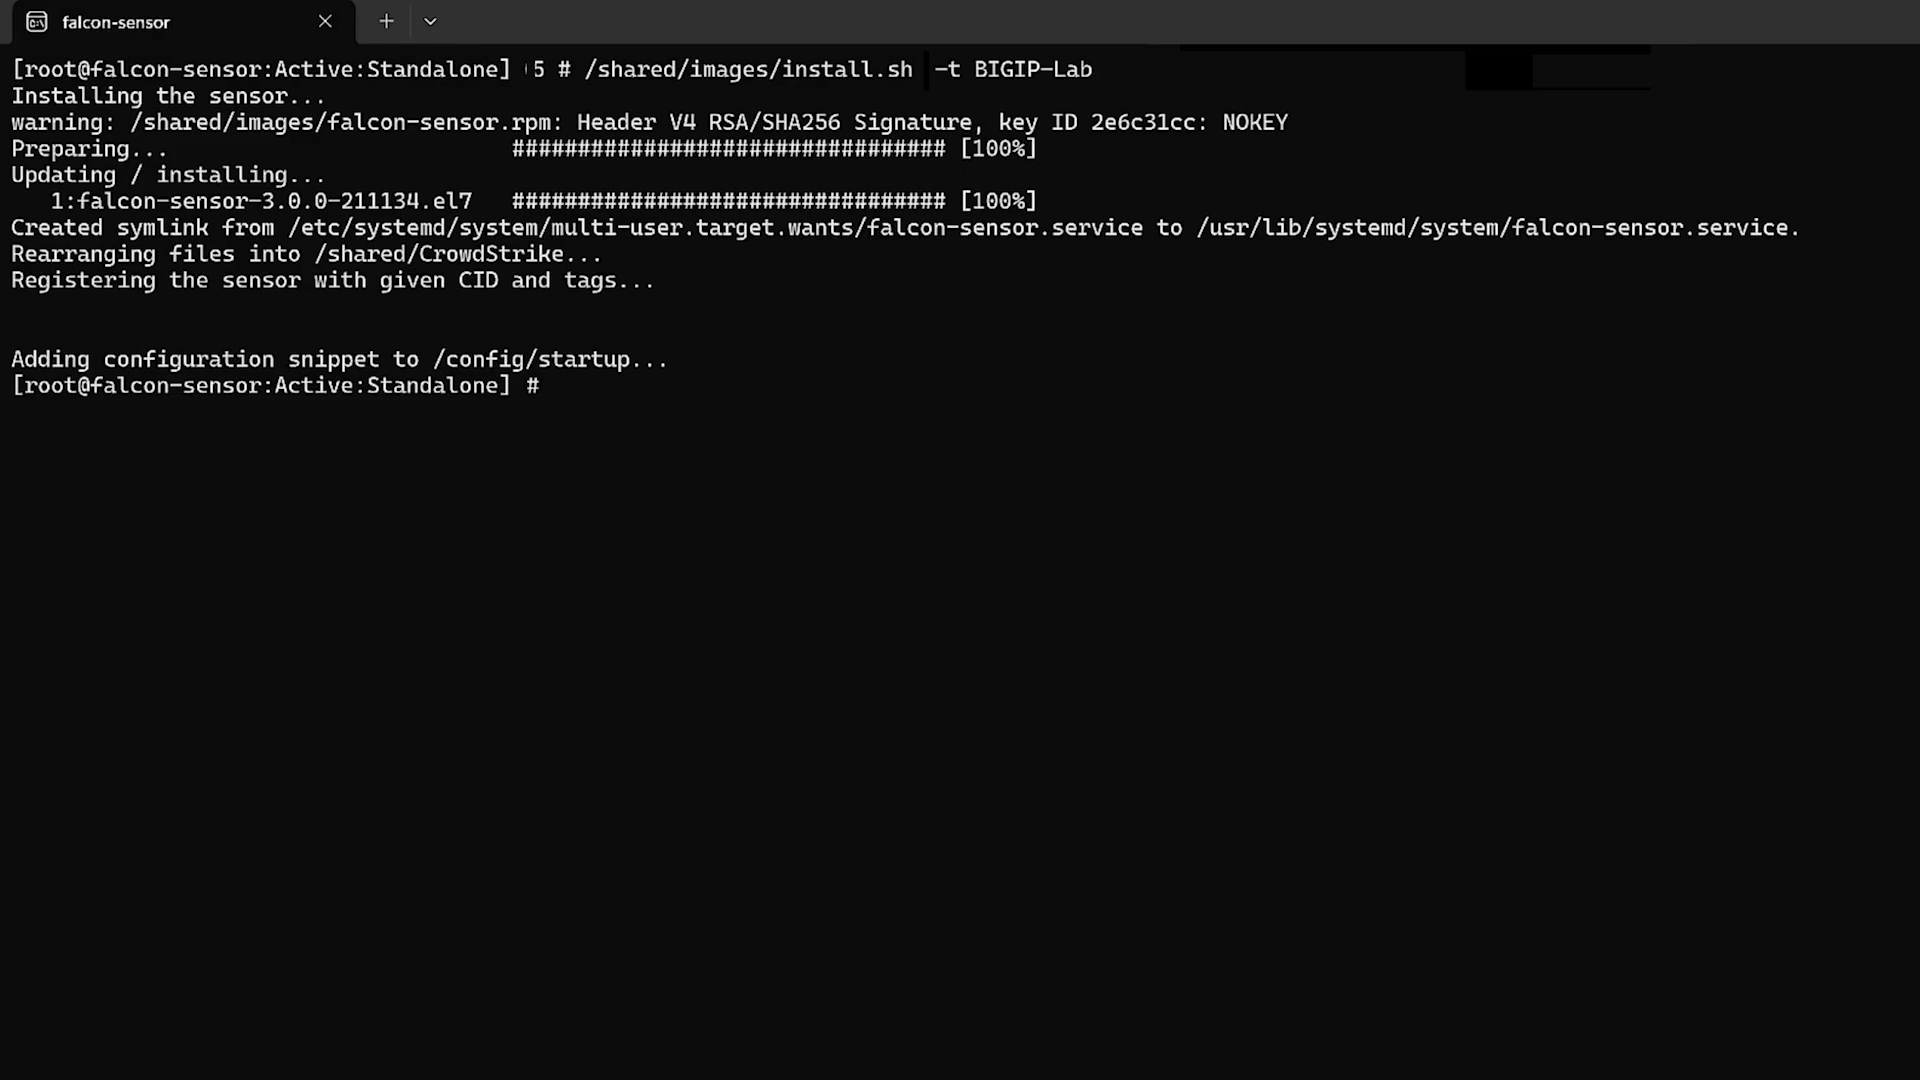 falcon-sensor
[root@falcon-sensor:Active:Standalone] 5 # /shared/images/install.sh -t BIGIP-Lab
Installing the sensor...
warning: /shared/images/falcon-sensor.rpm: Header V4 RSA/SHA256 Signature, key ID 2e6c31cc: NOKEY
Preparing... ################################# [100%]
Updating / installing...
1:falcon-sensor-3.0.0-211134.el7 ################################# [100%]
Created symlink from /etc/systemd/system/multi-user.target.wants/falcon-sensor.service to /usr/lib/systemd/system/falcon-sensor.service.
Rearranging files into /shared/CrowdStrike...
Registering the sensor with given CID and tags...
Adding configuration snippet to /config/startup...
[root@falcon-sensor:Active:Standalone] #